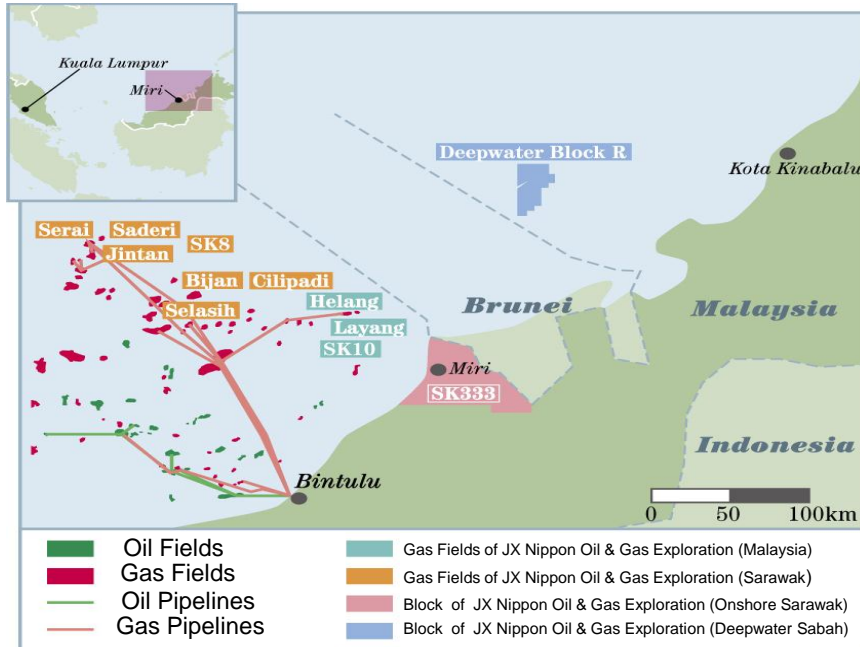 Kuala Lumpur
Miri
Deepwater Block R
Kota Kinabalu
Serai
Saderi
SK8
Jintan
Bijan
Cilipadi
Helang
Selasih
Layang
SK10
Brunei
Malaysia
Miri
SK333
Indonesia
Bintulu
0
50
100km
Oil Fields
Gas Fields
Oil Pipelines
Gas Pipelines
Gas Fields of JX Nippon Oil & Gas Exploration (Malaysia)
Gas Fields of JX Nippon Oil & Gas Exploration (Sarawak)
Block of JX Nippon Oil & Gas Exploration (Onshore Sarawak)
Block of JX Nippon Oil & Gas Exploration (Deepwater Sabah)